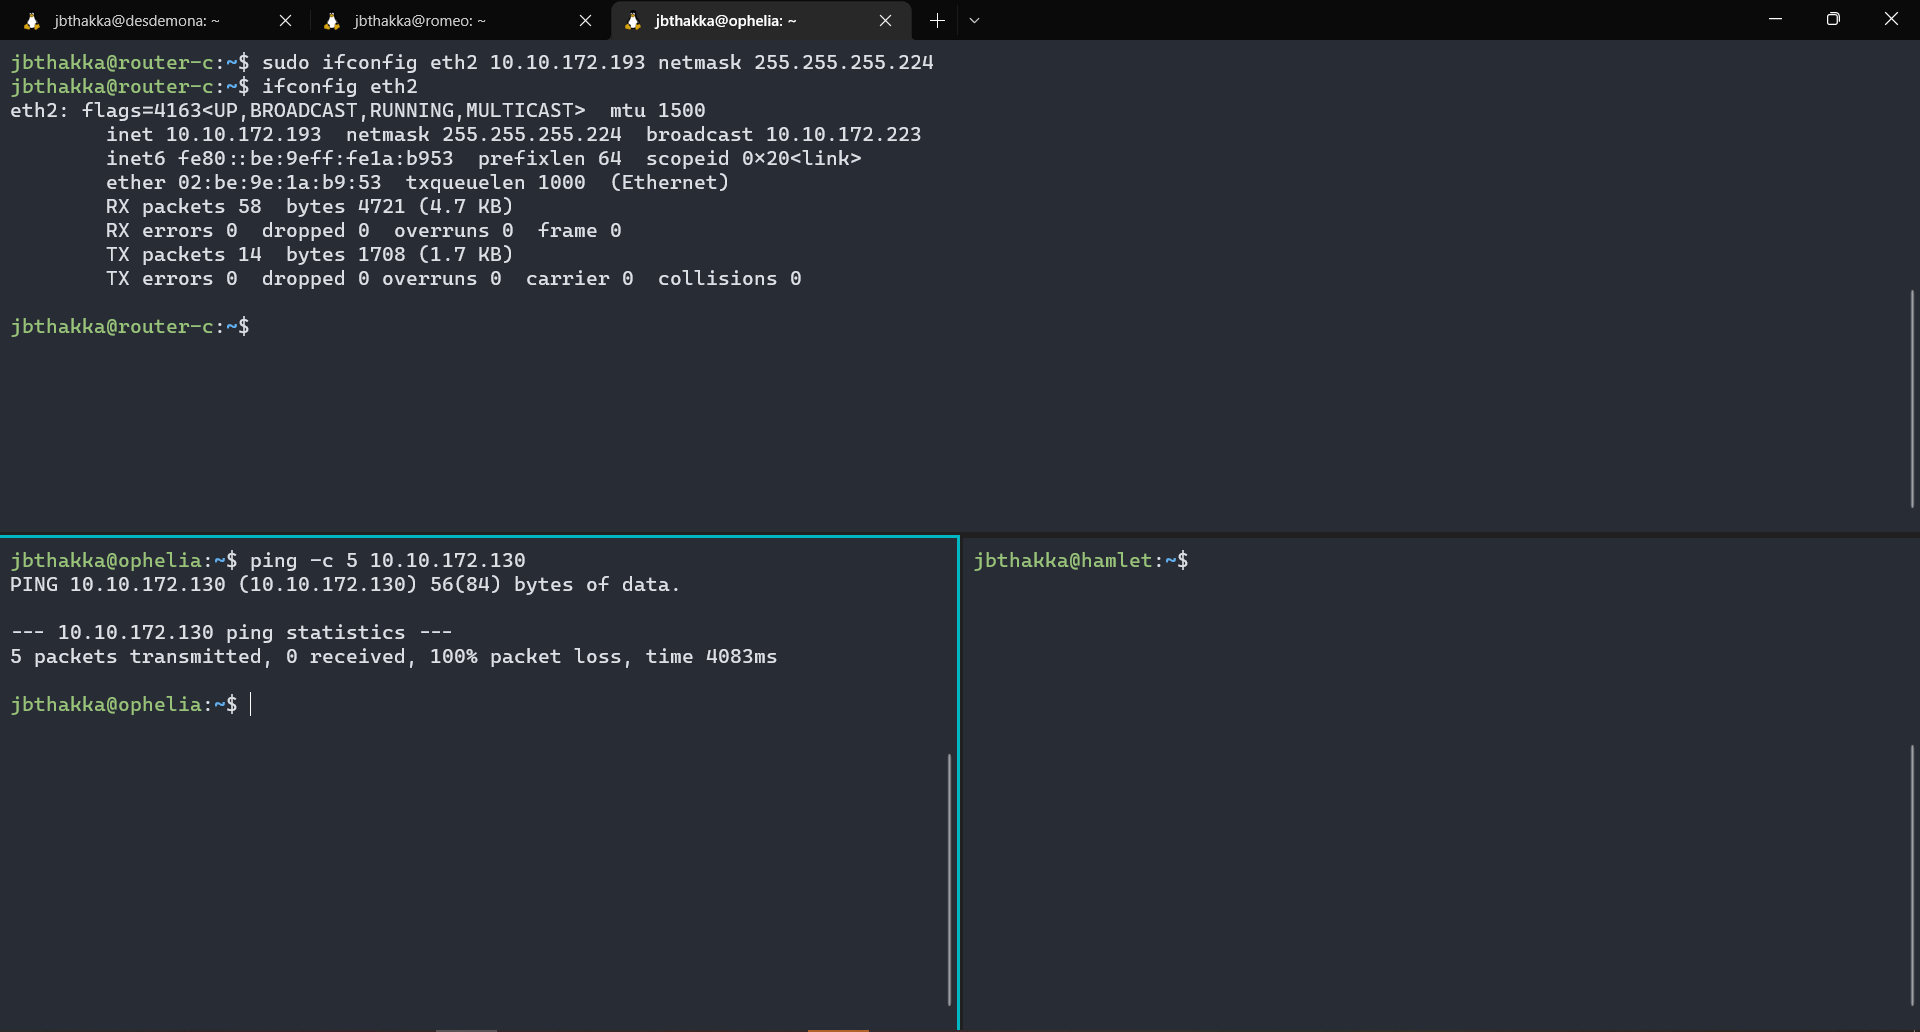 jbthakka@desdemona: ~
jbthakka@romeo: ~
jbthakka@ophelia: ~
jbthakka@router-c:~$ sudo ifconfig eth2 10.10.172.193 netmask 255.255.255.224
jbthakka@router-c:~$ ifconfig eth2
eth2: flags=4163<UP,BROADCAST,RUNNING,MULTICAST>  mtu 1500
        inet 10.10.172.193  netmask 255.255.255.224  broadcast 10.10.172.223
        inet6 fe80::be:9eff:fe1a:b953  prefixlen 64  scopeid 0×20<link>
        ether 02:be:9e:1a:b9:53  txqueuelen 1000  (Ethernet)
        RX packets 58  bytes 4721 (4.7 KB)
        RX errors 0  dropped 0  overruns 0  frame 0
        TX packets 14  bytes 1708 (1.7 KB)
        TX errors 0  dropped 0 overruns 0  carrier 0  collisions 0
jbthakka@router-c:~$
jbthakka@ophelia:~$ ping -c 5 10.10.172.130
PING 10.10.172.130 (10.10.172.130) 56(84) bytes of data.
--- 10.10.172.130 ping statistics ---
5 packets transmitted, 0 received, 100% packet loss, time 4083ms
jbthakka@ophelia:~$
jbthakka@hamlet:~$